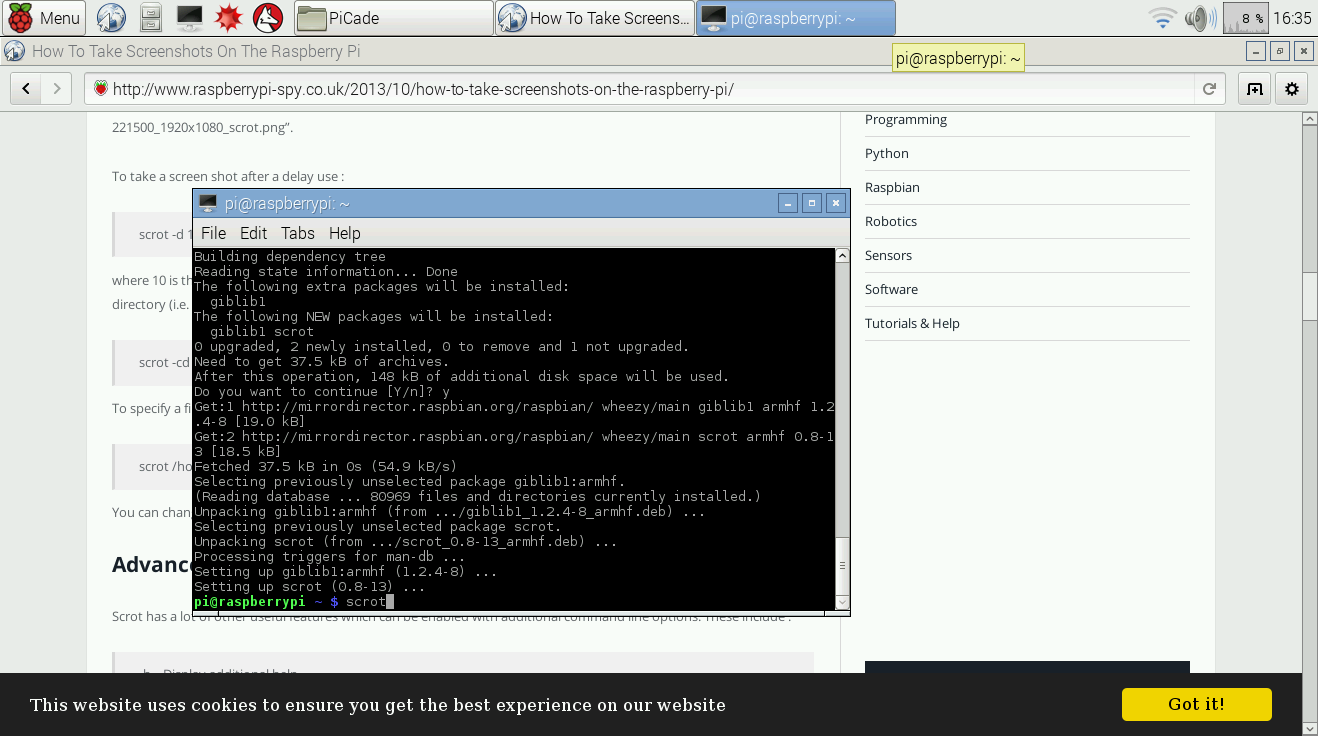 Menu
PiCade
How To Take Screens...
pi@raspberrypi: ~
8 %
16:35
How To Take Screenshots On The Raspberry Pi
pi@raspberrypi: ~
http://www.raspberrypi-spy.co.uk/2013/10/how-to-take-screenshots-on-the-raspberry-pi/
221500_1920x1080_scrot.png”.
To take a screen shot after a delay use :
scrot -d 1
where 10 is th
directory (i.e.
scrot -cd
To specify a fi
scrot /ho
You can chan
Advance
pi@raspberrypi: ~
File Edit Tabs Help
Building dependency tree
Reading state information... Done
The following extra packages will be installed:
giblib1
The following NEW packages will be installed:
giblib1 scrot
0 upgraded, 2 newly installed, 0 to remove and 1 not upgraded.
Need to get 37.5 kB of archives.
After this operation, 148 kB of additional disk space will be used.
Do you want to continue [Y/n]? y
Get:1 http://mirrordirector.raspbian.org/raspbian/ wheezy/main giblib1 armhf 1.2
.4-8 [19.0 kB]
Get:2 http://mirrordirector.raspbian.org/raspbian/ wheezy/main scrot armhf 0.8-1
3 [18.5 kB]
Fetched 37.5 kB in 0s (54.9 kB/s)
Selecting previously unselected package giblib1:armhf.
(Reading database ... 80969 files and directories currently installed.)
Unpacking giblib1:armhf (from .../giblib1_1.2.4-8_armhf.deb) ...
Selecting previously unselected package scrot.
Unpacking scrot (from .../scrot_0.8-13_armhf.deb) ...
Processing triggers for man-db ...
Setting up giblib1:armhf (1.2.4-8) ...
Setting up scrot (0.8-13) ...
pi@raspberrypi ~ $ scrot
Scrot has a lot of other useful features which can be enabled with additional command line options. These include :
-h – Display additional help
Programming
Python
Raspbian
Robotics
Sensors
Software
Tutorials & Help
This website uses cookies to ensure you get the best experience on our website
Got it!